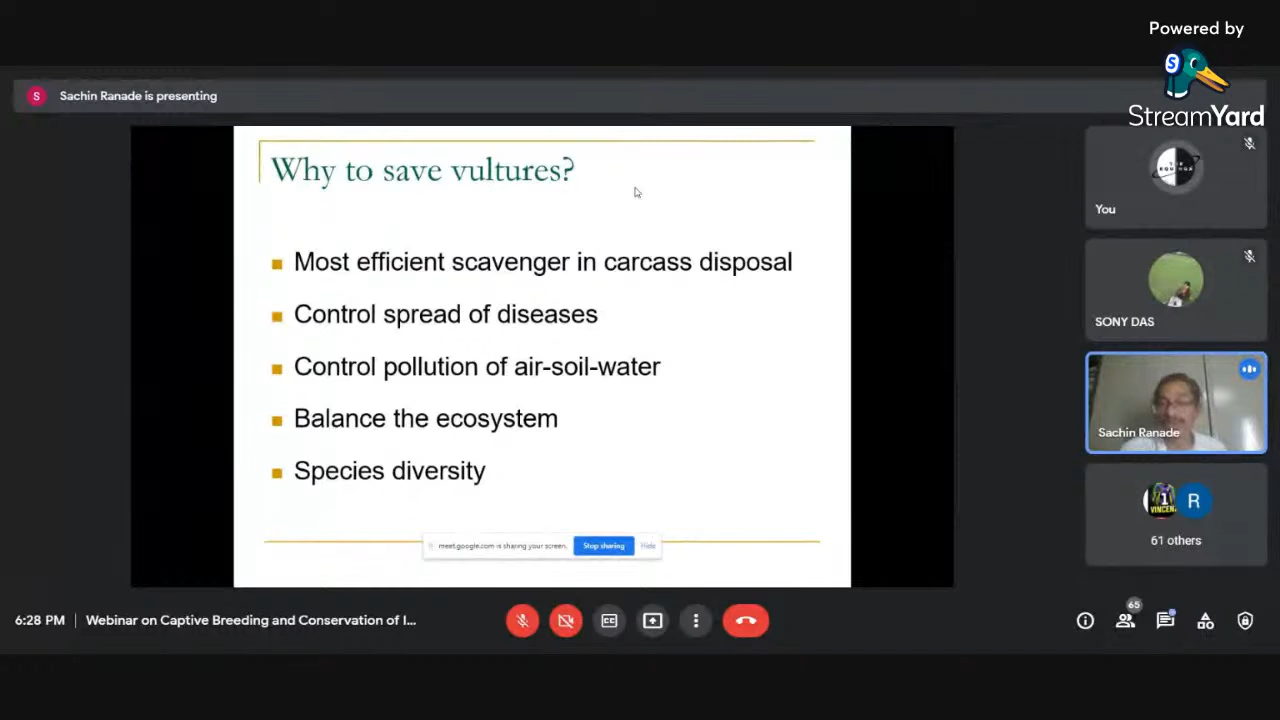 Powered by
StreamYard
S
Sachin Ranade is presenting
Why to save vultures?
Most efficient scavenger in carcass disposal
Control spread of diseases
Control pollution of air-soil-water
Balance the ecosystem
Species diversity
meet.google.com is sharing your screen.
Stop sharing
Hide
You
SONY DAS
Sachin Ranade
1
R
61 others
6:28 PM
Webinar on Captive Breeding and Conservation of I...
CC
65